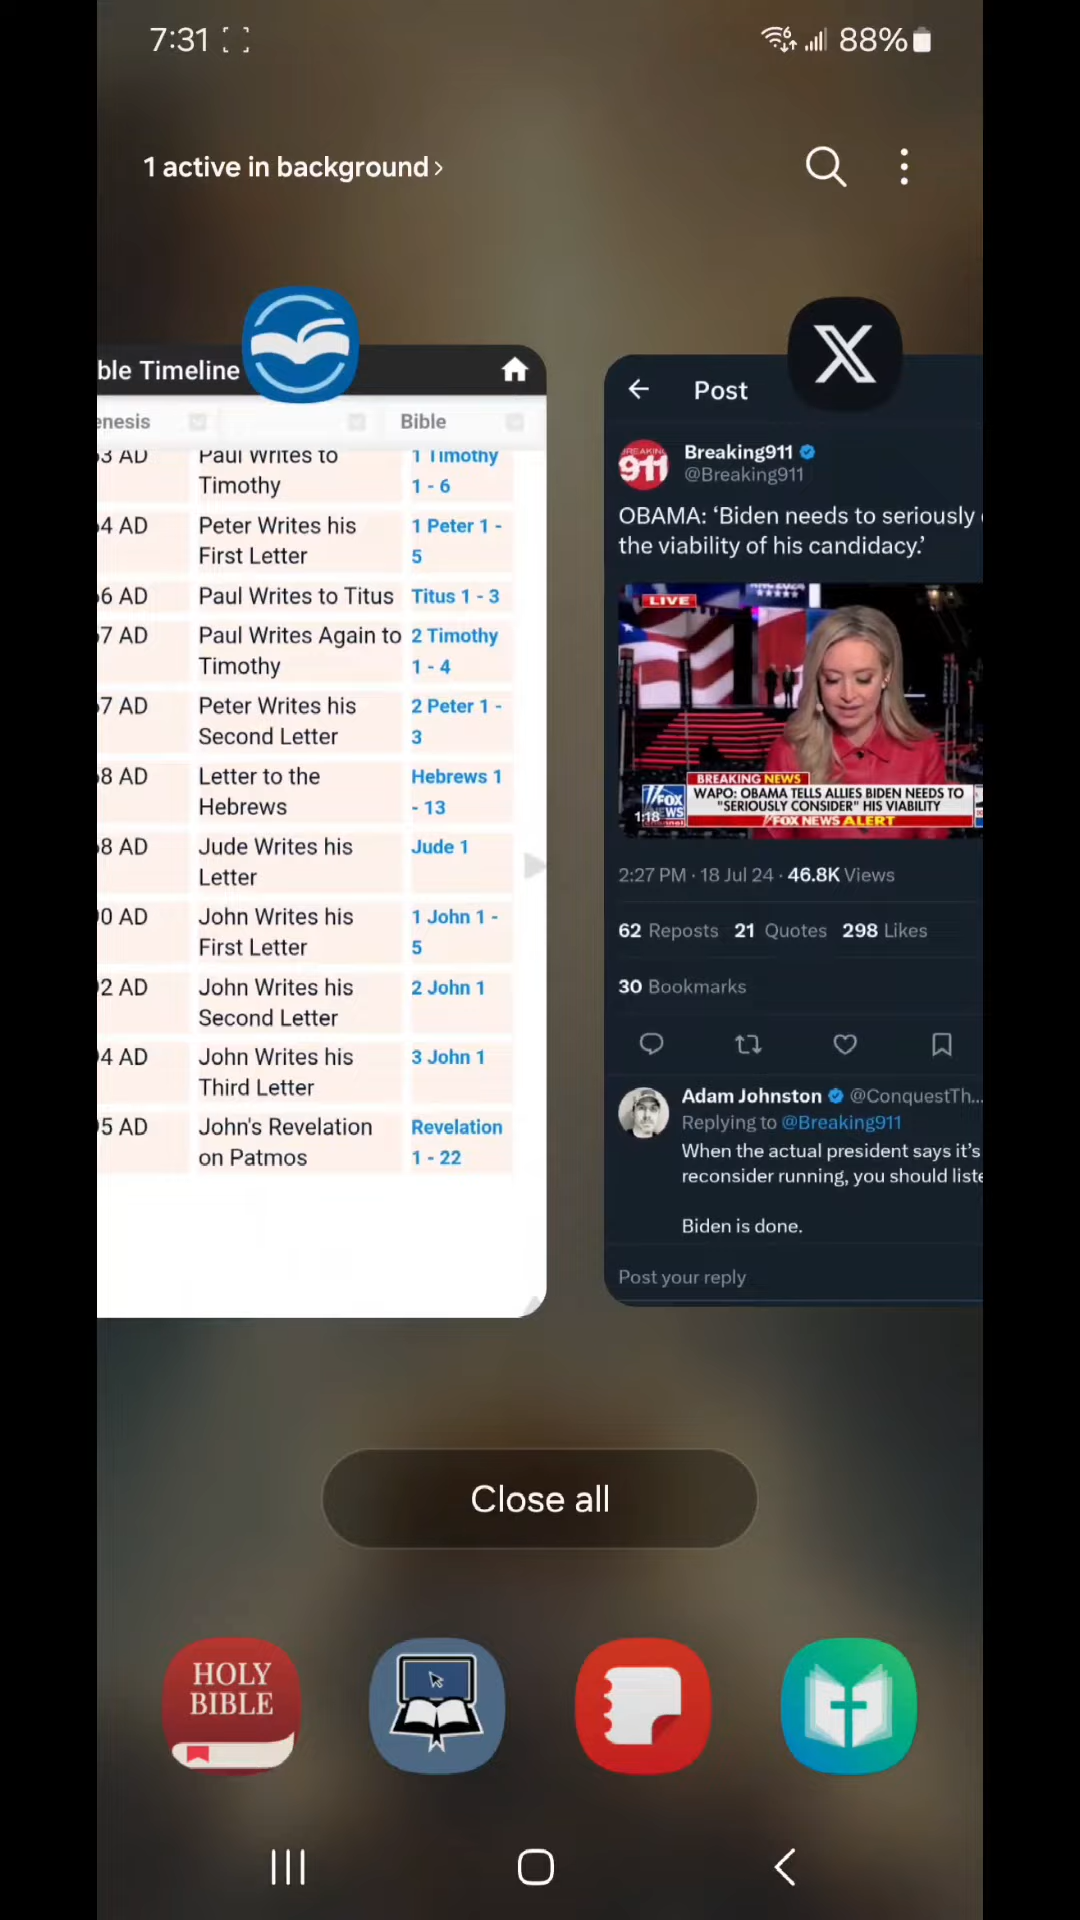 7:31
88%
1 active in background
ble Timeline
enesis
Bible
3 AD
Paul Writes to
Timothy
1 Timothy
1 - 6
4 AD
Peter Writes his
First Letter
1 Peter 1 -
5
6 AD
Paul Writes to Titus
Titus 1 - 3
7 AD
Paul Writes Again to
Timothy
2 Timothy
1 - 4
7 AD
Peter Writes his
Second Letter
2 Peter 1 -
3
8 AD
Letter to the
Hebrews
Hebrews 1
- 13
8 AD
Jude Writes his
Letter
Jude 1
0 AD
John Writes his
First Letter
1 John 1 -
5
2 AD
John Writes his
Second Letter
2 John 1
4 AD
John Writes his
Third Letter
3 John 1
5 AD
John's Revelation
on Patmos
Revelation
1 - 22
X
Post
911
Breaking911
@Breaking911
OBAMA: ‘Biden needs to seriously
the viability of his candidacy.’
LIVE
BREAKING NEWS
WAPO: OBAMA TELLS ALLIES BIDEN NEEDS TO
"SERIOUSLY CONSIDER" HIS VIABILITY
FOX NEWS ALERT
FOX
NEWS
channel
1:18
2:27 PM · 18 Jul 24 · 46.8K Views
62 Reposts 21 Quotes 298 Likes
30 Bookmarks
Adam Johnston @ConquestTh...
Replying to @Breaking911
When the actual president says it’s
reconsider running, you should liste
Biden is done.
Post your reply
Close all
HOLY
BIBLE